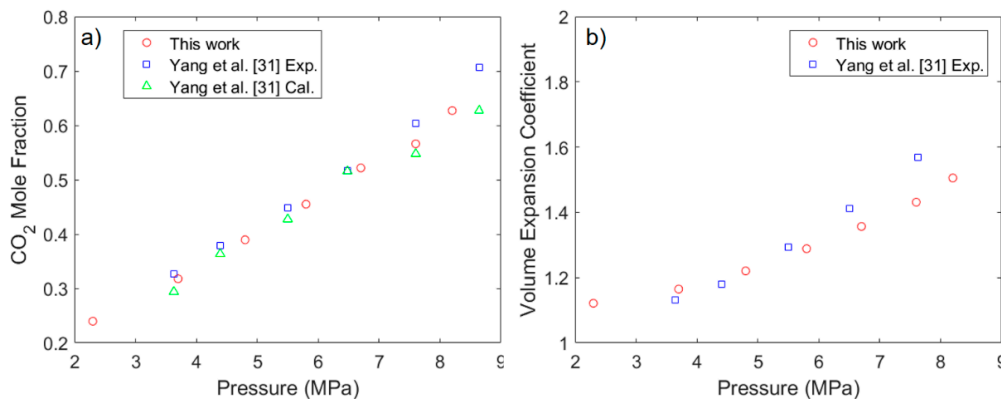 a)
This work
Yang et al. [31] Exp.
Yang et al. [31] Cal.
0.8
0.7
0.6
0.5
0.4
0.3
0.2
CO2 Mole Fraction
2 3 4 5 6 7 8 9
Pressure (MPa)
b)
This work
Yang et al. [31] Exp.
2
1.8
1.6
1.4
1.2
1
Volume Expansion Coefficient
2 3 4 5 6 7 8 9
Pressure (MPa)